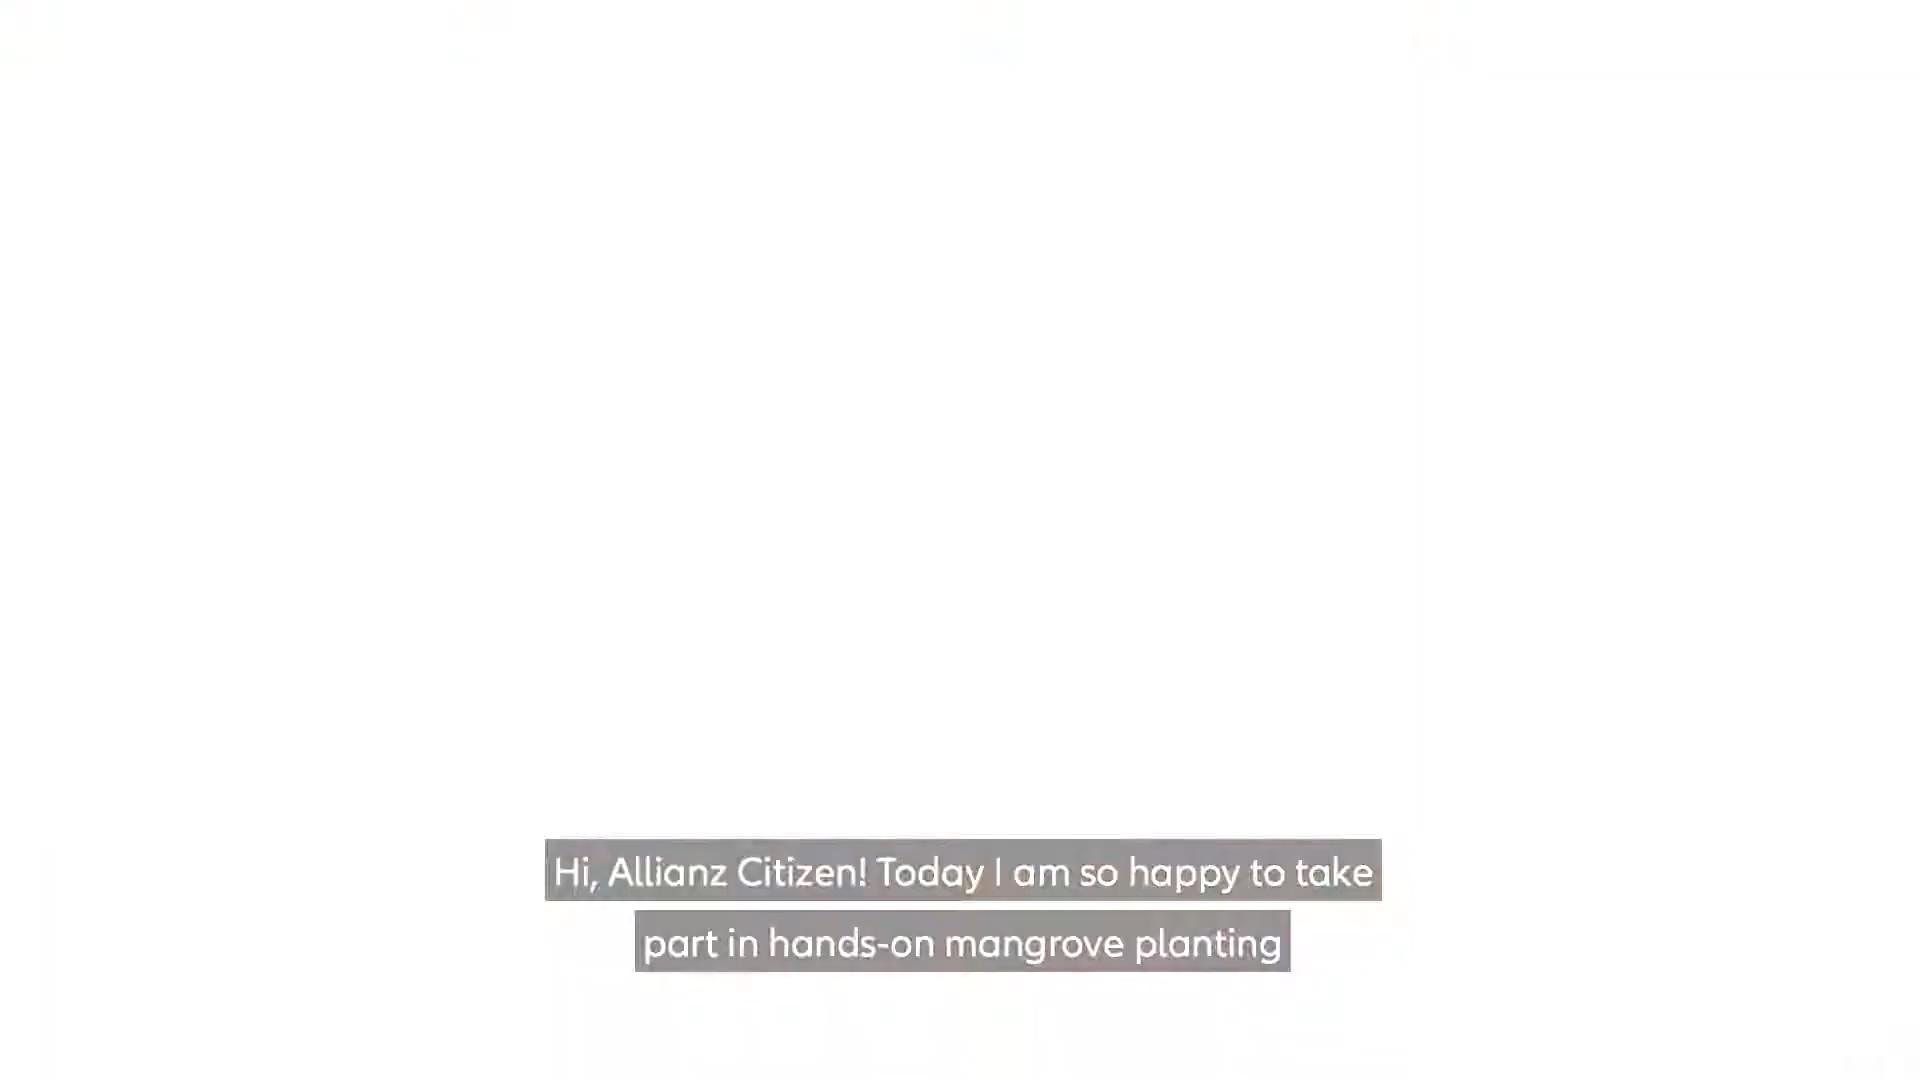 Hi, Allianz Citizen! Today I am so happy to take
part in hands-on mangrove planting